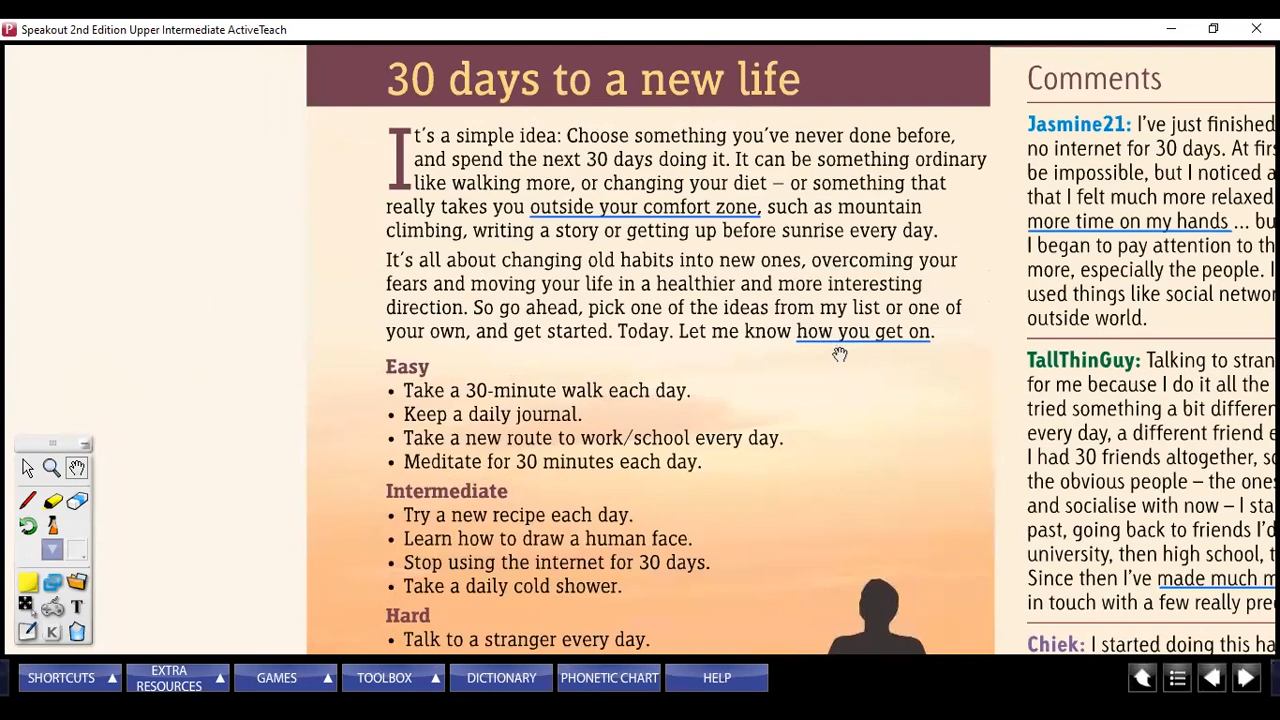 Speakout 2nd Edition Upper Intermediate ActiveTeach
30 days to a new life
It's a simple idea: Choose something you've never done before,
and spend the next 30 days doing it. It can be something ordinary
like walking more, or changing your diet – or something that
really takes you outside your comfort zone, such as mountain
climbing, writing a story or getting up before sunrise every day.
It's all about changing old habits into new ones, overcoming your
fears and moving your life in a healthier and more interesting
direction. So go ahead, pick one of the ideas from my list or one of
your own, and get started. Today. Let me know how you get on.
Easy
• Take a 30-minute walk each day.
• Keep a daily journal.
• Take a new route to work/school every day.
• Meditate for 30 minutes each day.
Intermediate
• Try a new recipe each day.
• Learn how to draw a human face.
• Stop using the internet for 30 days.
• Take a daily cold shower.
Hard
• Talk to a stranger every day.
Comments
Jasmine21: I've just finished
no internet for 30 days. At fir
be impossible, but I noticed a
that I felt much more relaxed
more time on my hands ... bu
I began to pay attention to th
more, especially the people. I
used things like social netwo
outside world.
TallThinGuy: Talking to stran
for me because I do it all the
tried something a bit differen
every day, a different friend e
I had 30 friends altogether, s
the obvious people – the ones
and socialise with now – I sta
past, going back to friends I'd
university, then high school, t
Since then I've made much m
in touch with a few really pre
Chiek: I started doing this ha
T
K
SHORTCUTS
EXTRA RESOURCES
GAMES
TOOLBOX
DICTIONARY
PHONETIC CHART
HELP